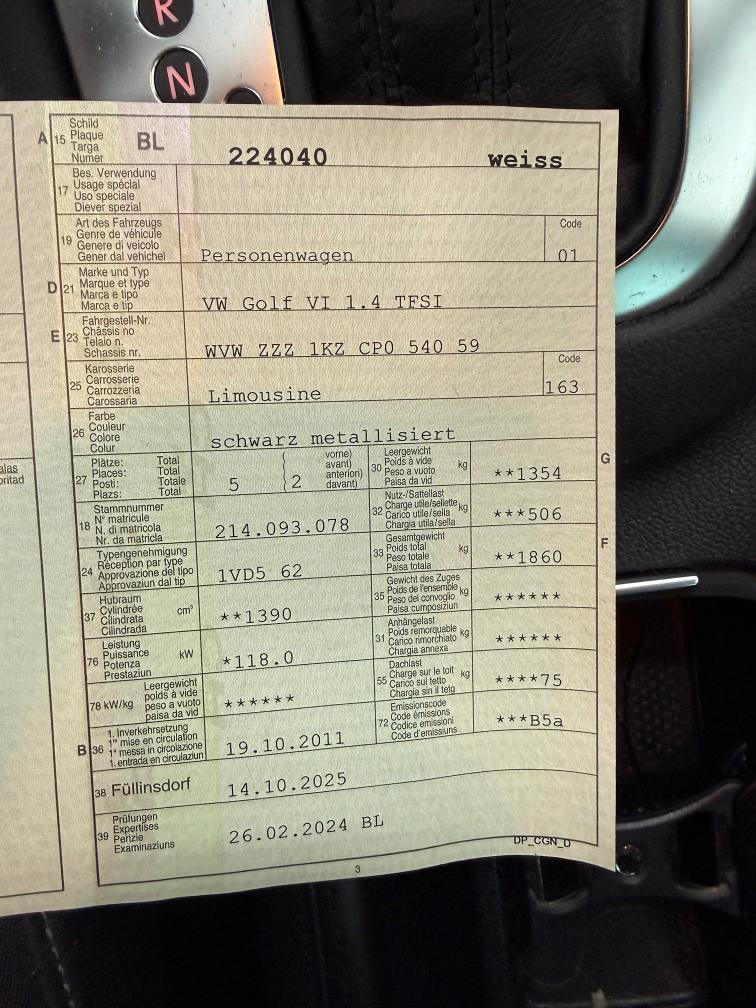 R
N
A 15 Schild
Plaque
Targa
Numer
BL 224040 weiss
17 Bes. Verwendung
Usage spécial
Uso speciale
Diever spezial
19 Art des Fahrzeugs
Genre de véhicule
Genere di veicolo
Gener dal vehichel
Personenwagen
Code
01
D 21 Marke und Typ
Marque et type
Marca e tipo
Marca e tip
VW Golf VI 1.4 TFSI
E 23 Fahrgestell-Nr.
Châssis no
Telaio n.
Schassis nr.
WVW ZZZ 1KZ CP0 540 59
25 Karosserie
Carrosserie
Carrozzeria
Carossaria
Limousine
Code
163
26 Farbe
Couleur
Colore
Colur
schwarz metallisiert
27 Plätze: Total
Places: Total
Posti: Totale
Plazs: Total
5 2
vorne)
avant)
anteriori)
davant)
G
30 Leergewicht
Poids à vide
Peso a vuoto
Paisa da vid
kg
**1354
18 Stammnummer
N° matricule
N. di matricola
Nr. da matricla
214.093.078
32 Nutz-/Sattellast
Charge utile/sellette
Carico utile/sella
Chargia utila/sella
kg
***506
24 Typengenehmigung
Réception par type
Approvazione del tipo
Approvaziun dal tip
1VD5 62
F
33 Gesamtgewicht
Poids total
Peso totale
Paisa totala
kg
**1860
37 Hubraum
Cylindrée
Cilindrata
Cilindrada
cm³
**1390
35 Gewicht des Zuges
Poids de l'ensemble
Peso del convoglio
Paisa cumposiziun
kg
******
76 Leistung
Puissance
Potenza
Prestaziun
kW
*118.0
31 Anhängelast
Poids remorquable
Carico rimorchiato
Chargia annexa
kg
******
78 kW/kg
Leergewicht
poids à vide
peso a vuoto
paisa da vid
******
55 Dachlast
Charge sur le toit
Carico sul tetto
Chargia sin il tetg
kg
****75
B 36 1. Inverkehrsetzung
1re mise en circulation
1a messa in circolazione
1. entrada en circulaziun
19.10.2011
72 Emissionscode
Code émissions
Codice emissioni
Code d'emissiuns
***B5a
38 Füllinsdorf 14.10.2025
39 Prüfungen
Expertises
Perizie
Examinaziuns
26.02.2024 BL
DP_CGN_D
3